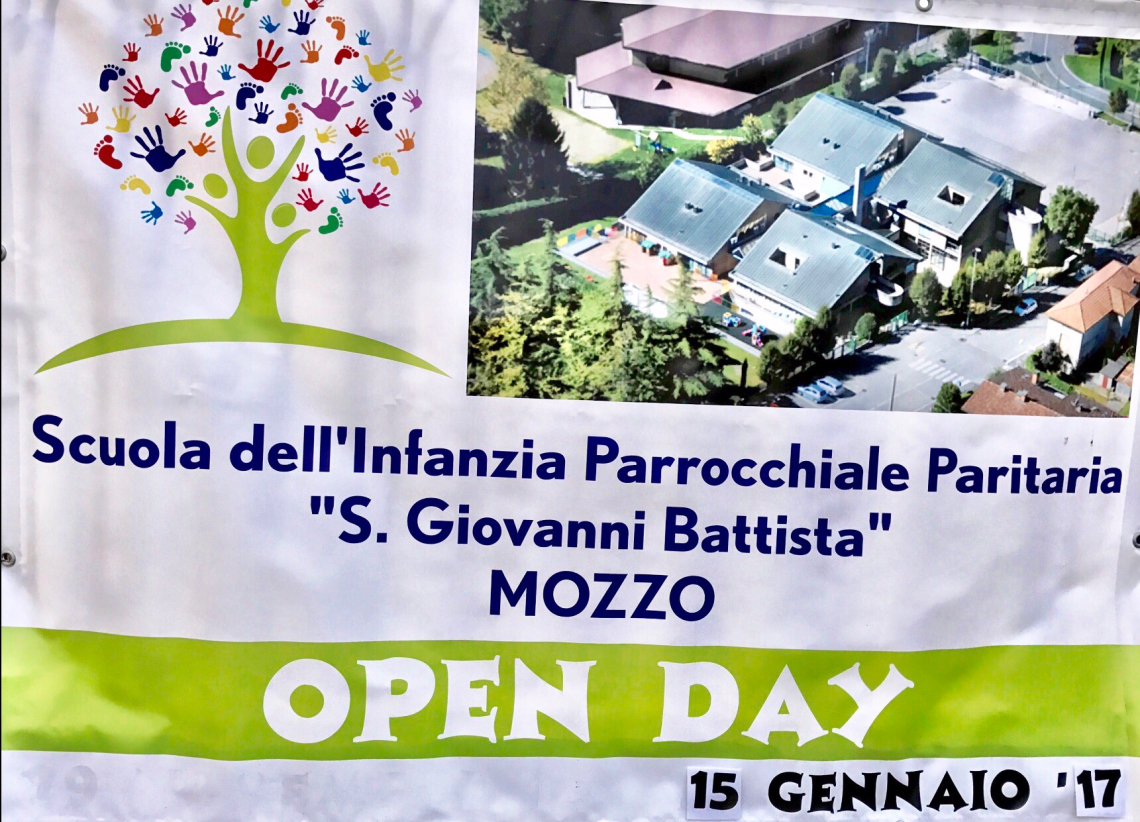 Scuola dell'Infanzia Parrocchiale Paritaria
"S. Giovanni Battista"
MOZZO
OPEN DAY
15 GENNAIO '17